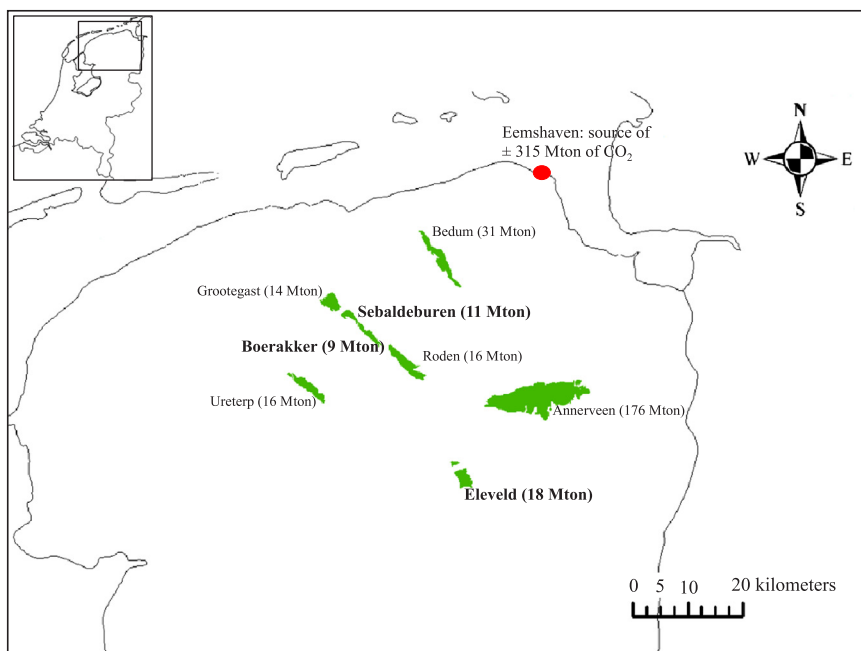 Eemshaven: source of
± 315 Mton of CO₂
N
W E
S
Bedum (31 Mton)
Grootegast (14 Mton)
Sebaldeburen (11 Mton)
Boerakker (9 Mton)
Roden (16 Mton)
Ureterp (16 Mton)
Annerveen (176 Mton)
Eleveld (18 Mton)
0 5 10 20 kilometers